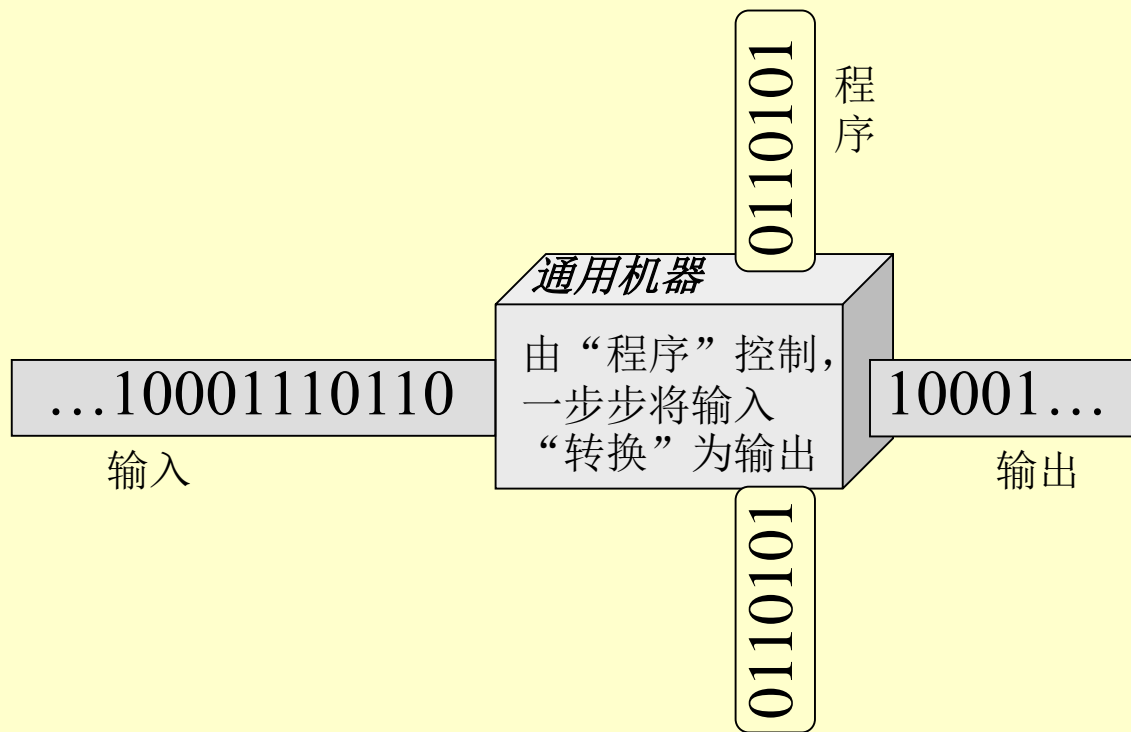 0110101
程
序
通用机器
由“程序”控制，
一步步将输入
“转换”为输出
…10001110110
10001…
输入
输出
0110101